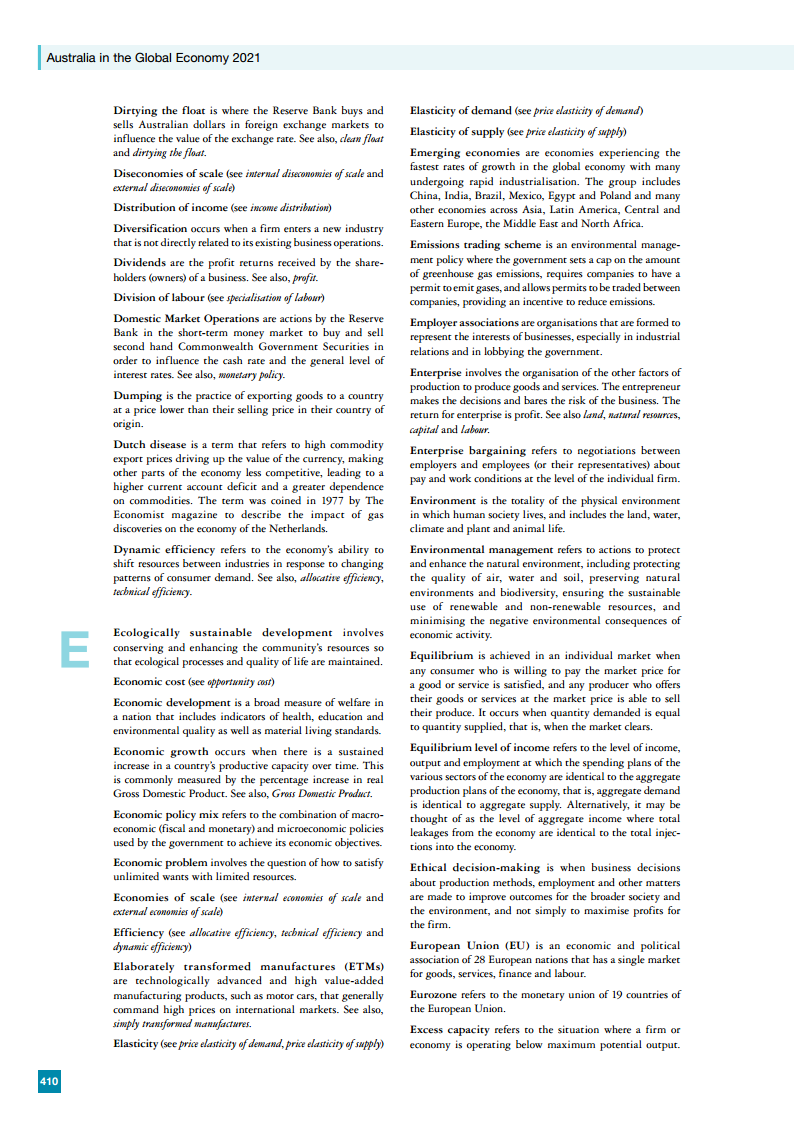 Australia in the Global Economy 2021
Dirtying the float is where the Reserve Bank buys and
sells Australian dollars in foreign exchange markets to
influence the value of the exchange rate. See also, clean float
and dirtying the float.
Diseconomies of scale (see internal diseconomies of scale and
external diseconomies of scale)
Distribution of income (see income distribution)
Diversification occurs when a firm enters a new industry
that is not directly related to its existing business operations.
Dividends are the profit returns received by the share-
holders (owners) of a business. See also, profit.
Division of labour (see specialisation of labour)
Domestic Market Operations are actions by the Reserve
Bank in the short-term money market to buy and sell
second hand Commonwealth Government Securities in
order to influence the cash rate and the general level of
interest rates. See also, monetary policy.
Dumping is the practice of exporting goods to a country
at a price lower than their selling price in their country of
origin.
Dutch disease is a term that refers to high commodity
export prices driving up the value of the currency, making
other parts of the economy less competitive, leading to a
higher current account deficit and a greater dependence
on commodities. The term was coined in 1977 by The
Economist magazine to describe the impact of gas
discoveries on the economy of the Netherlands.
Dynamic efficiency refers to the economy's ability to
shift resources between industries in response to changing
patterns of consumer demand. See also, allocative efficiency,
technical efficiency.
E
Ecologically sustainable development involves
conserving and enhancing the community's resources so
that ecological processes and quality of life are maintained.
Economic cost (see opportunity cost)
Economic development is a broad measure of welfare in
a nation that includes indicators of health, education and
environmental quality as well as material living standards.
Economic growth occurs when there is a sustained
increase in a country's productive capacity over time. This
is commonly measured by the percentage increase in real
Gross Domestic Product. See also, Gross Domestic Product.
Economic policy mix refers to the combination of macro-
economic (fiscal and monetary) and microeconomic policies
used by the government to achieve its economic objectives.
Economic problem involves the question of how to satisfy
unlimited wants with limited resources.
Economies of scale (see internal economies of scale and
external economies of scale)
Efficiency (see allocative efficiency, technical efficiency and
dynamic efficiency)
Elaborately transformed manufactures (ETMs)
are technologically advanced and high value-added
manufacturing products, such as motor cars, that generally
command high prices on international markets. See also,
simply transformed manufactures.
Elasticity (see price elasticity of demand, price elasticity of supply)
Elasticity of demand (see price elasticity of demand)
Elasticity of supply (see price elasticity of supply)
Emerging economies are economies experiencing the
fastest rates of growth in the global economy with many
undergoing rapid industrialisation. The group includes
China, India, Brazil, Mexico, Egypt and Poland and many
other economies across Asia, Latin America, Central and
Eastern Europe, the Middle East and North Africa.
Emissions trading scheme is an environmental manage-
ment policy where the government sets a cap on the amount
of greenhouse gas emissions, requires companies to have a
permit to emit gases, and allows permits to be traded between
companies, providing an incentive to reduce emissions.
Employer associations are organisations that are formed to
represent the interests of businesses, especially in industrial
relations and in lobbying the government.
Enterprise involves the organisation of the other factors of
production to produce goods and services. The entrepreneur
makes the decisions and bares the risk of the business. The
return for enterprise is profit. See also land, natural resources,
capital and labour.
Enterprise bargaining refers to negotiations between
employers and employees (or their representatives) about
pay and work conditions at the level of the individual firm.
Environment is the totality of the physical environment
in which human society lives, and includes the land, water,
climate and plant and animal life.
Environmental management refers to actions to protect
and enhance the natural environment, including protecting
the quality of air, water and soil, preserving natural
environments and biodiversity, ensuring the sustainable
use of renewable and non-renewable resources, and
minimising the negative environmental consequences of
economic activity.
Equilibrium is achieved in an individual market when
any consumer who is willing to pay the market price for
a good or service is satisfied, and any producer who offers
their goods or services at the market price is able to sell
their produce. It occurs when quantity demanded is equal
to quantity supplied, that is, when the market clears.
Equilibrium level of income refers to the level of income,
output and employment at which the spending plans of the
various sectors of the economy are identical to the aggregate
production plans of the economy, that is, aggregate demand
is identical to aggregate supply. Alternatively, it may be
thought of as the level of aggregate income where total
leakages from the economy are identical to the total injec-
tions into the economy.
Ethical decision-making is when business decisions
about production methods, employment and other matters
are made to improve outcomes for the broader society and
the environment, and not simply to maximise profits for
the firm.
European Union (EU) is an economic and political
association of 28 European nations that has a single market
for goods, services, finance and labour.
Eurozone refers to the monetary union of 19 countries of
the European Union.
Excess capacity refers to the situation where a firm or
economy is operating below maximum potential output.
410